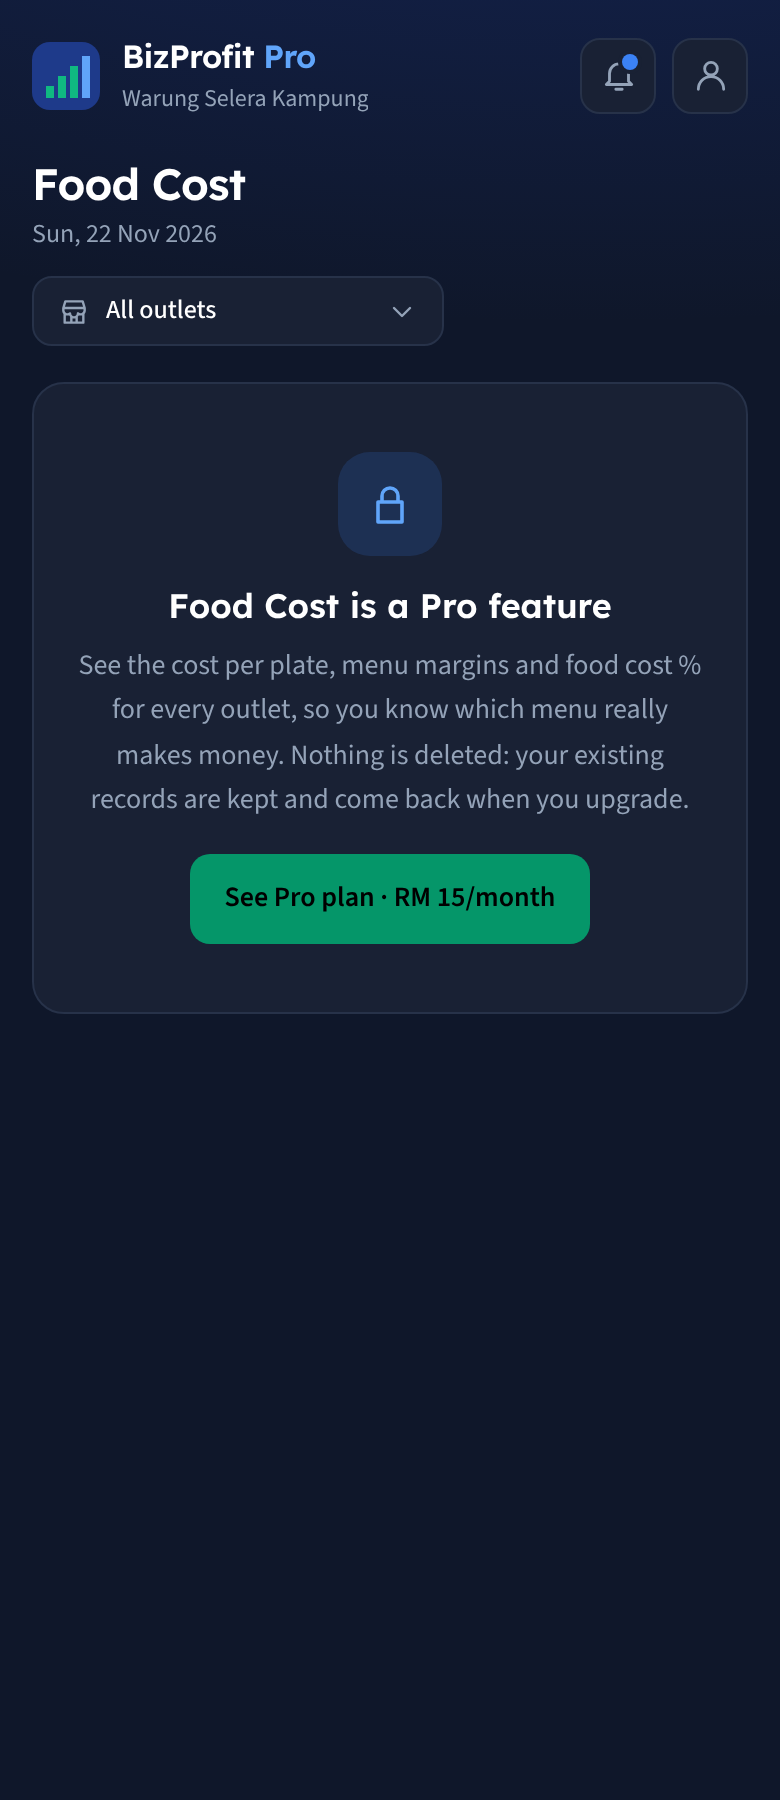 BizProfit Pro
Warung Selera Kampung
Food Cost
Sun, 22 Nov 2026
All outlets
Food Cost is a Pro feature
See the cost per plate, menu margins and food cost %
for every outlet, so you know which menu really
makes money. Nothing is deleted: your existing
records are kept and come back when you upgrade.
See Pro plan · RM 15/month